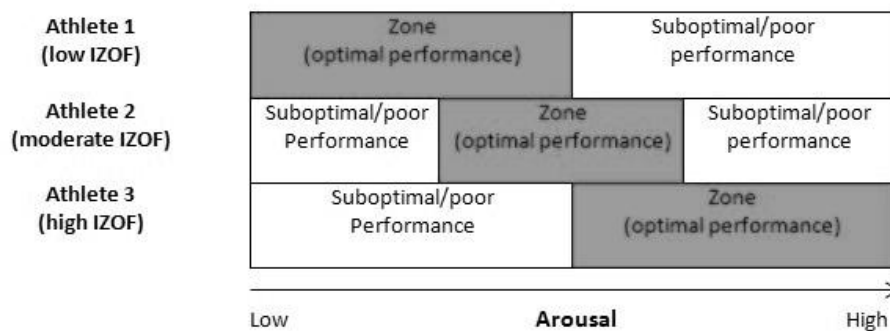 Athlete 1
(low IZOF)
Zone
(optimal performance)
Suboptimal/poor
performance
Athlete 2
(moderate IZOF)
Suboptimal/poor
Performance
Zone
(optimal performance)
Suboptimal/poor
performance
Athlete 3
(high IZOF)
Suboptimal/poor
Performance
Zone
(optimal performance)
Low Arousal High